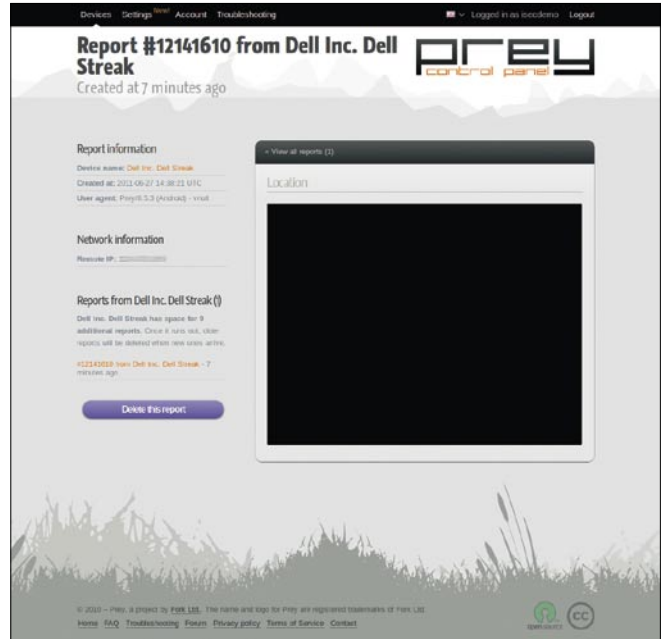 Devices Settings New! Account Troubleshooting
Logged in as isecdemo Logout
Report #12141610 from Dell Inc. Dell
Streak
Created at 7 minutes ago
prey
control panel
Report information
Device name: Dell Inc. Dell Streak
Created at: 2011-06-27 14:38:21 UTC
User agent: Prey/0.5.3 (Android) -
Network information
Remote IP:
Reports from Dell Inc. Dell Streak (1)
Dell Inc. Dell Streak has space for 9
additional reports. Once it runs out, older
reports will be deleted when new ones arrive.
#12141610 from Dell Inc. Dell Streak - 7
minutes ago
Delete this report
« View all reports (1)
Location
© 2010 – Prey, a project by Fork Ltd. The name and logo for Prey are registered trademarks of Fork Ltd.
Home FAQ Troubleshooting Forum Privacy policy Terms of Service Contact
open source
cc